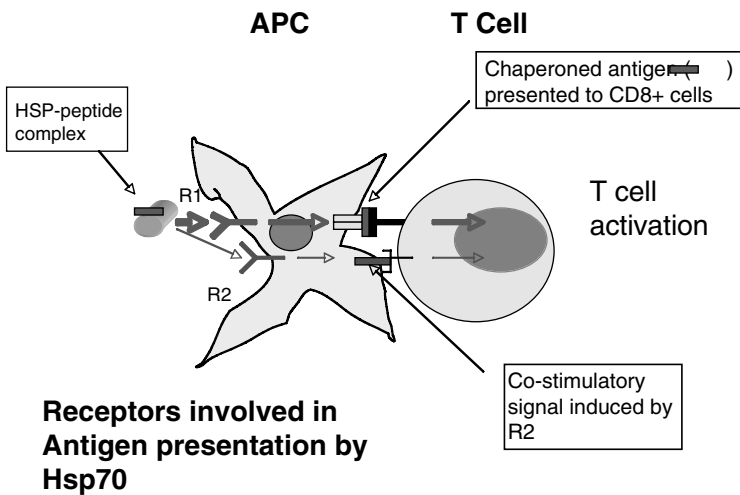 APC T Cell
Chaperoned antigen ( )
presented to CD8+ cells
HSP-peptide
complex
R1
T cell
activation
R2
Co-stimulatory
signal induced by
R2
Receptors involved in
Antigen presentation by
Hsp70